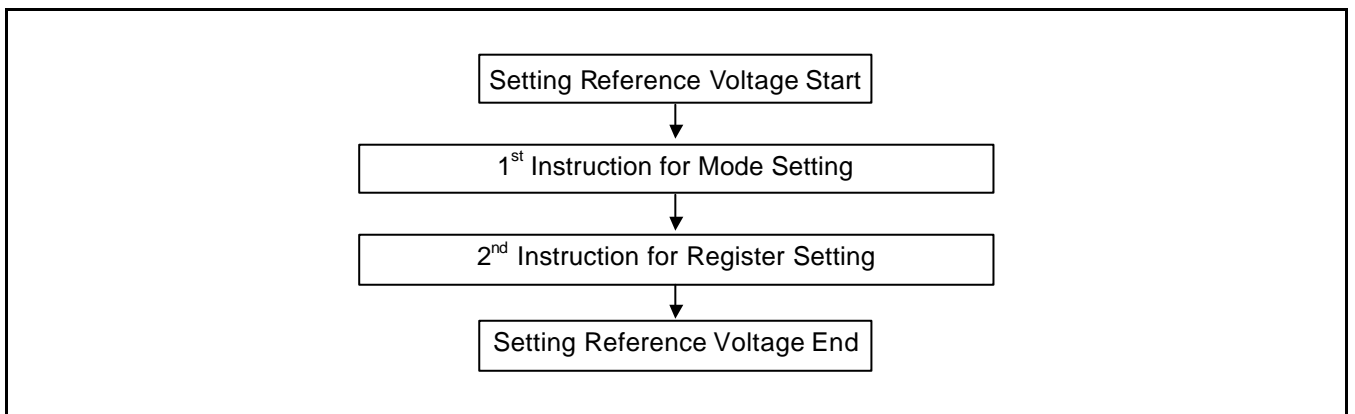 Setting Reference Voltage Start
1st Instruction for Mode Setting
2nd Instruction for Register Setting
Setting Reference Voltage End